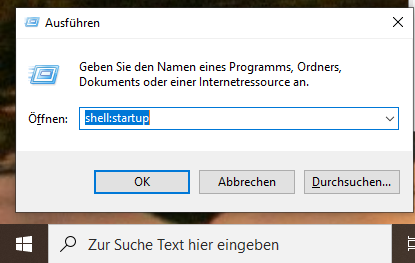 Ausführen
Geben Sie den Namen eines Programms, Ordners,
Dokuments oder einer Internetressource an.
Öffnen: shell:startup
OK Abbrechen Durchsuchen...
Zur Suche Text hier eingeben